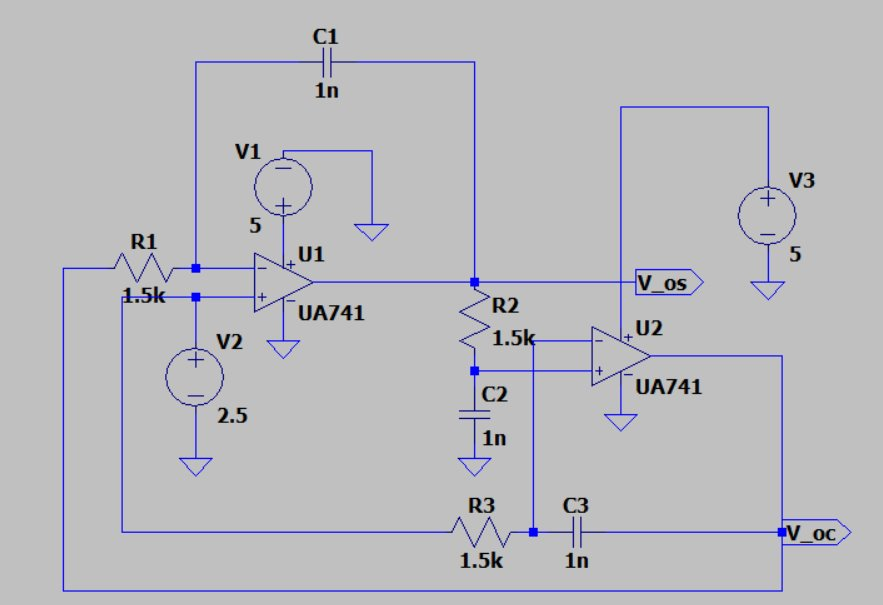 C1
1n
V1
5
V3
5
R1
1.5k
U1
UA741
V_os
R2
1.5k
U2
UA741
V2
2.5
C2
1n
R3
1.5k
C3
1n
V_oc